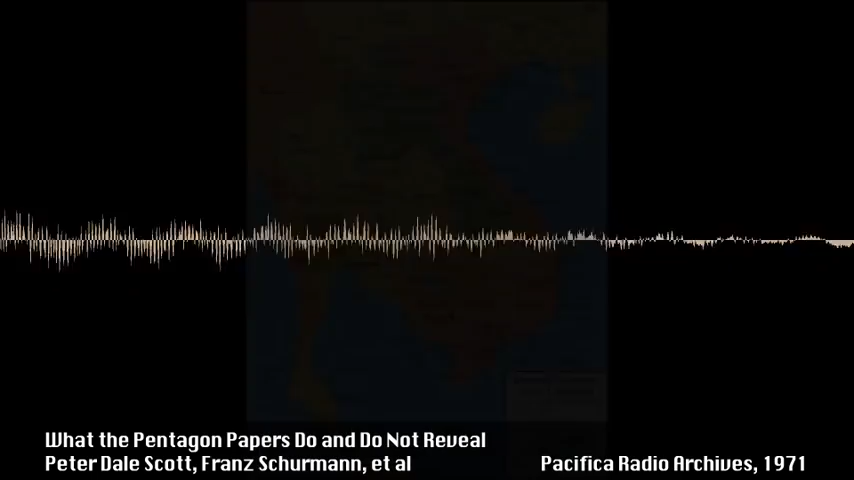 What the Pentagon Papers Do and Do Not Reveal
Peter Dale Scott, Franz Schurmann, et al
Pacifica Radio Archives, 1971